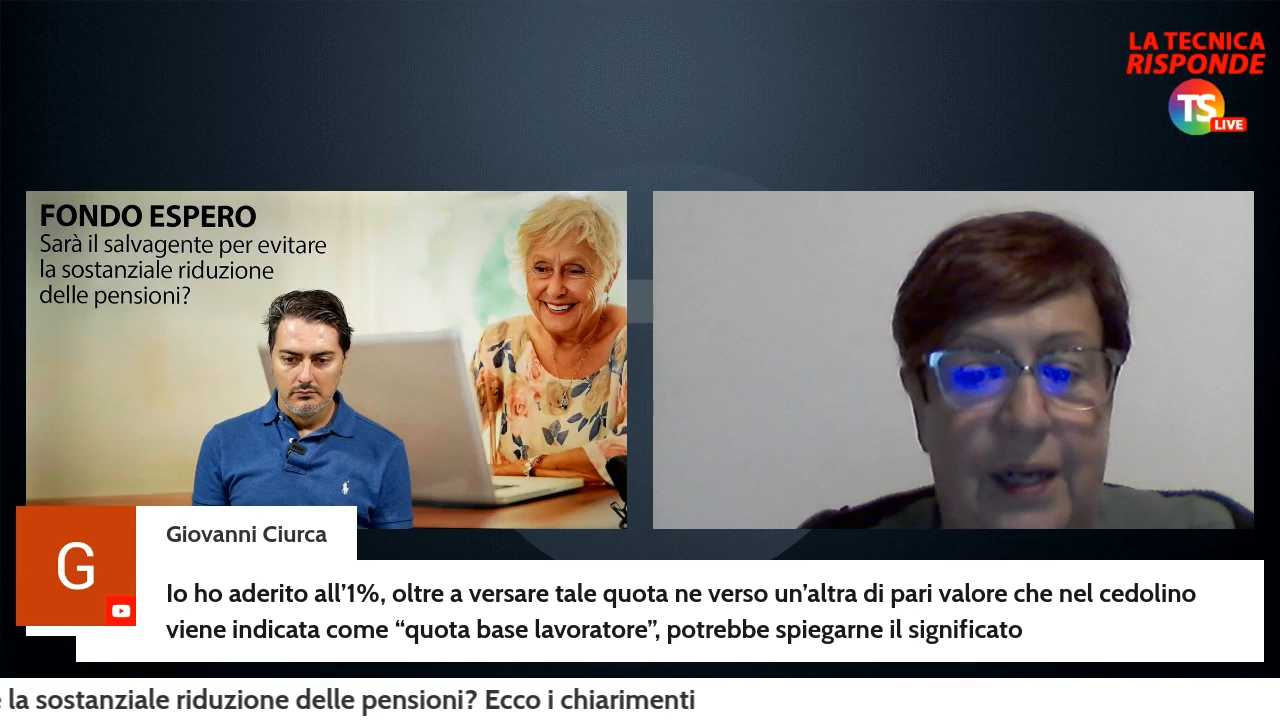 LA TECNICA
RISPONDE
TS
LIVE
FONDO ESPERO
Sarà il salvagente per evitare
la sostanziale riduzione
delle pensioni?
G
Giovanni Ciurca
Io ho aderito all’1%, oltre a versare tale quota ne verso un’altra di pari valore che nel cedolino
viene indicata come “quota base lavoratore”, potrebbe spiegarne il significato
la sostanziale riduzione delle pensioni? Ecco i chiarimenti